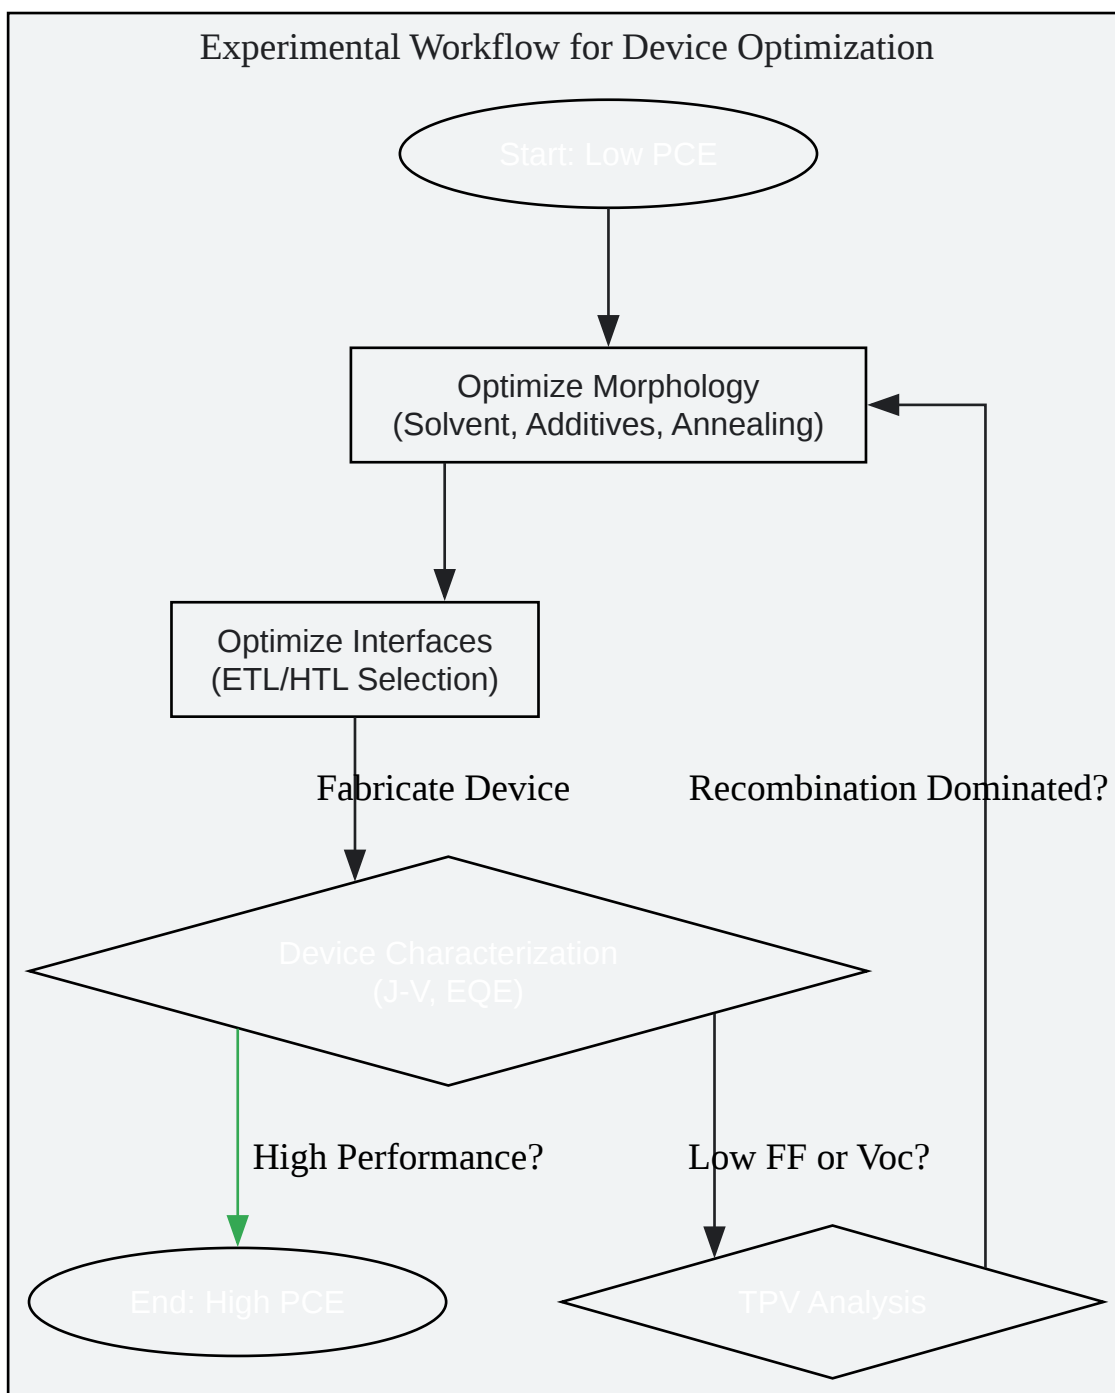 Experimental Workflow for Device Optimization
Start: Low PCE
Optimize Morphology
(Solvent, Additives, Annealing)
Optimize Interfaces
(ETL/HTL Selection)
Fabricate Device
Recombination Dominated?
Device Characterization
(J-V, EQE)
High Performance?
Low FF or Voc?
End: High PCE
TPV Analysis